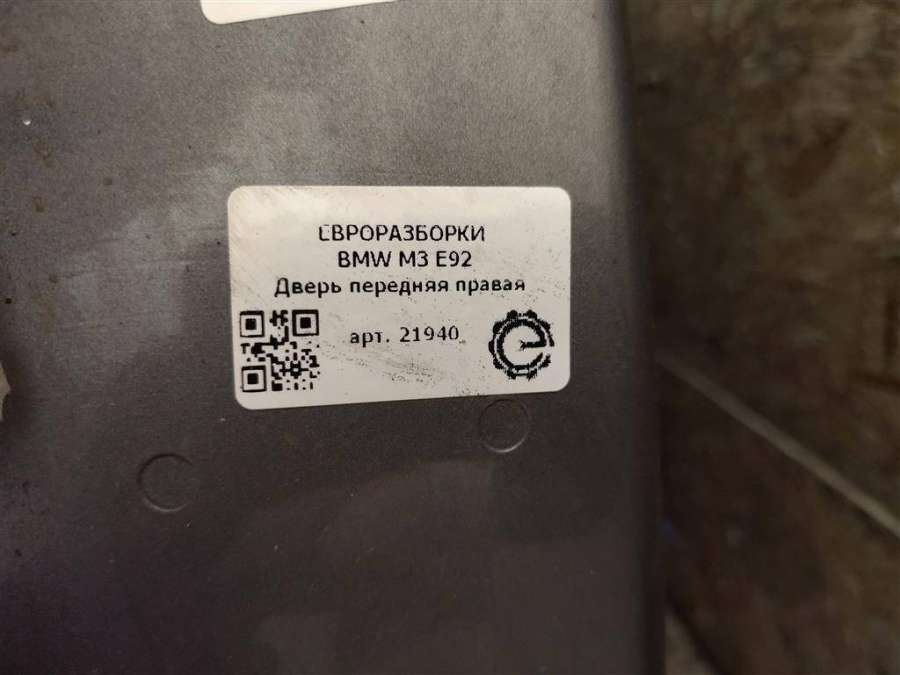 ЕВРОРАЗБОРКИ
BMW M3 E92
Дверь передняя правая
арт. 21940